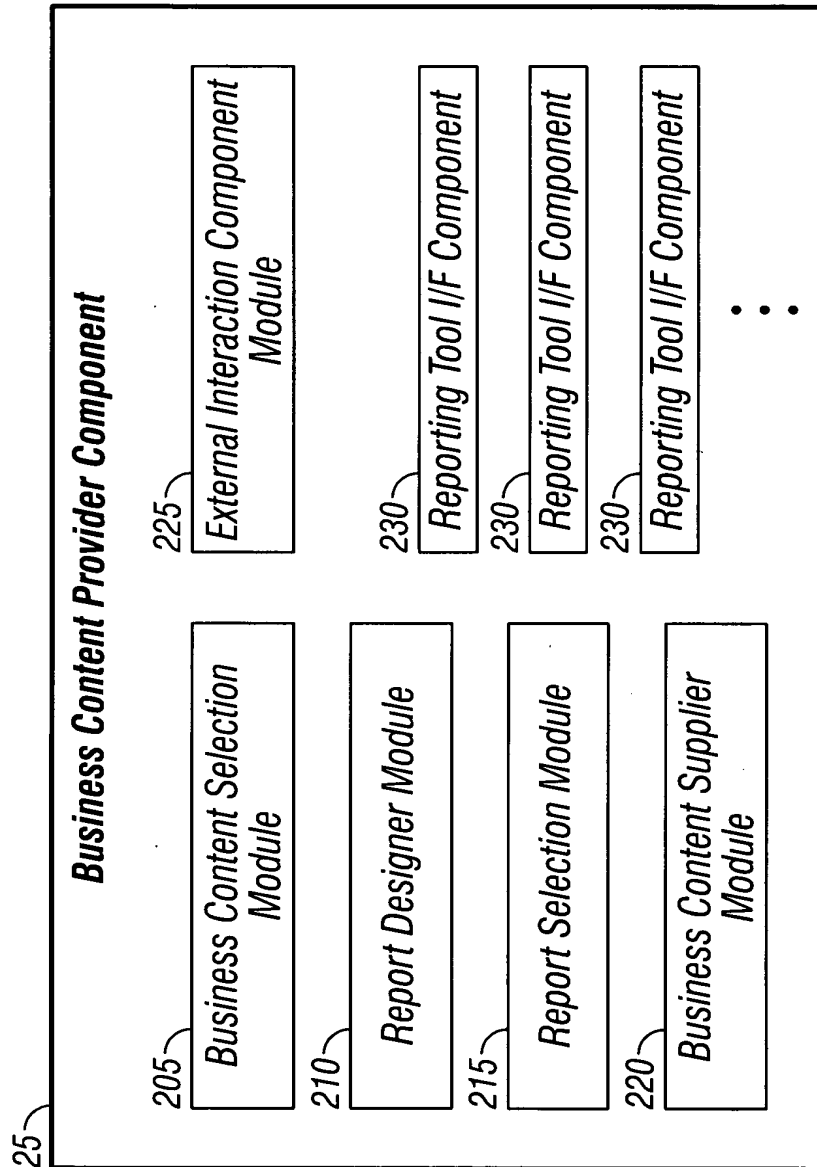 25
Business Content Provider Component
205
Business Content Selection
Module
210
Report Designer Module
215
Report Selection Module
220
Business Content Supplier
Module
225
External Interaction Component
Module
230
Reporting Tool I/F Component
230
Reporting Tool I/F Component
230
Reporting Tool I/F Component